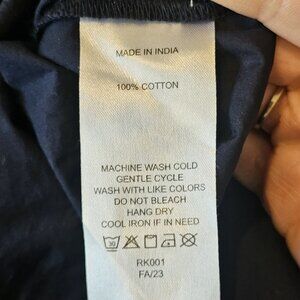 MADE IN INDIA
100% COTTON
MACHINE WASH COLD
GENTLE CYCLE
WASH WITH LIKE COLORS
DO NOT BLEACH
HANG DRY
COOL IRON IF IN NEED
30
RK001
FA/23